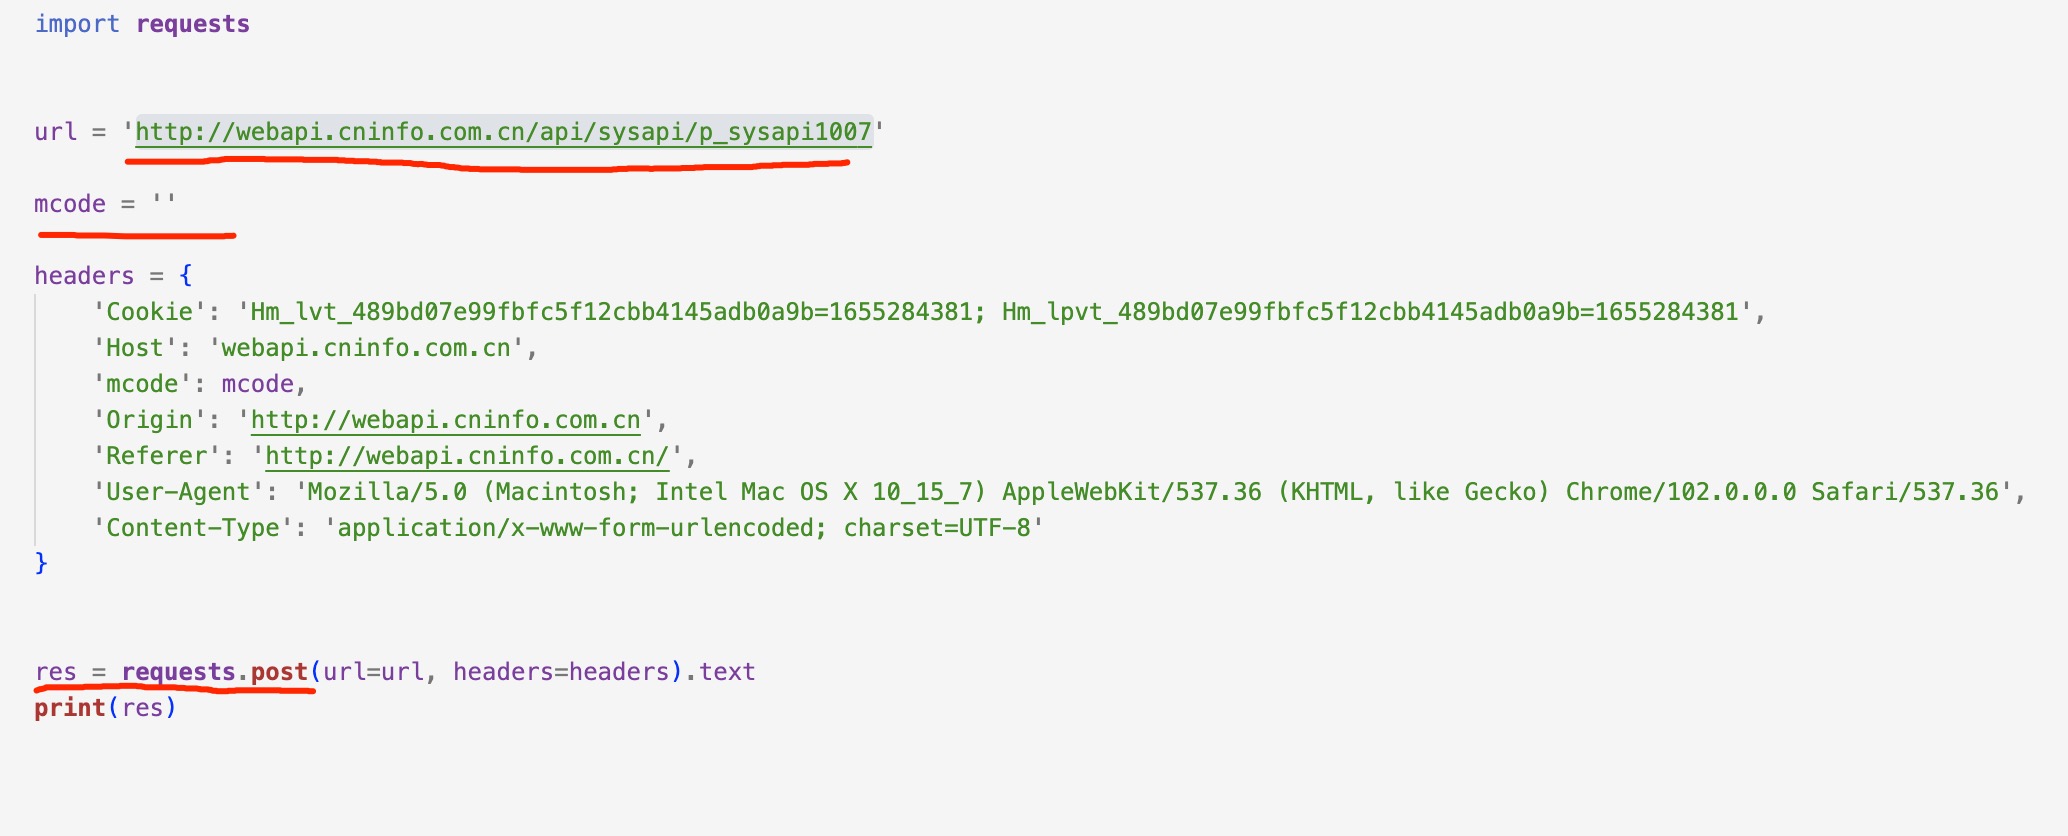 import requests
url = 'http://webapi.cninfo.com.cn/api/sysapi/p_sysapi1007'
mcode = ''
headers = {
    'Cookie': 'Hm_lvt_489bd07e99fbfc5f12cbb4145adb0a9b=1655284381; Hm_lpvt_489bd07e99fbfc5f12cbb4145adb0a9b=1655284381',
    'Host': 'webapi.cninfo.com.cn',
    'mcode': mcode,
    'Origin': 'http://webapi.cninfo.com.cn',
    'Referer': 'http://webapi.cninfo.com.cn/',
    'User-Agent': 'Mozilla/5.0 (Macintosh; Intel Mac OS X 10_15_7) AppleWebKit/537.36 (KHTML, like Gecko) Chrome/102.0.0.0 Safari/537.36',
    'Content-Type': 'application/x-www-form-urlencoded; charset=UTF-8'
}
res = requests.post(url=url, headers=headers).text
print(res)